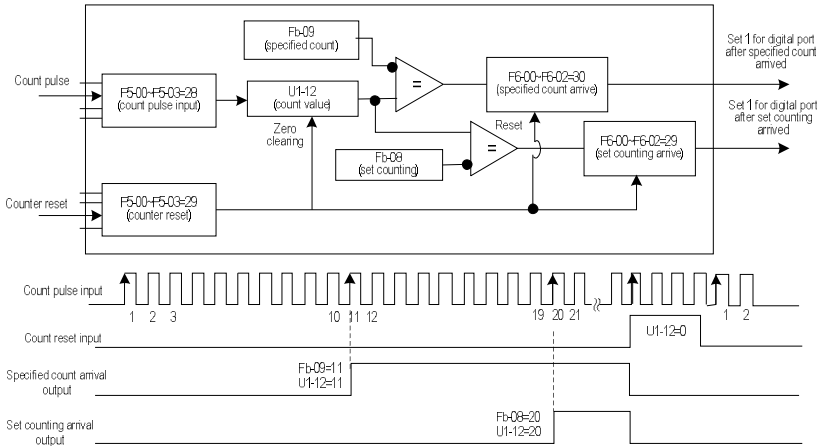 Fb-09
(specified count)
Set 1 for digital port
after specified count
arrived
Count pulse
F5-00~F5-03=28
(count pulse input)
U1-12
(count value)
=
F6-00~F6-02=30
(specified count arrive)
Zero
clearing
Reset
Set 1 for digital port
after set counting
arrived
Fb-08
(set counting)
=
F6-00~F6-02=29
(set counting arrive)
Counter reset
F5-00~F5-03=29
(counter reset)
Count pulse input
1 2 3 10 11 12 19 20 21 1 2
Count reset input
U1-12=0
Specified count arrival
output
Fb-09=11
U1-12=11
Fb-08=20
U1-12=20
Set counting arrival
output